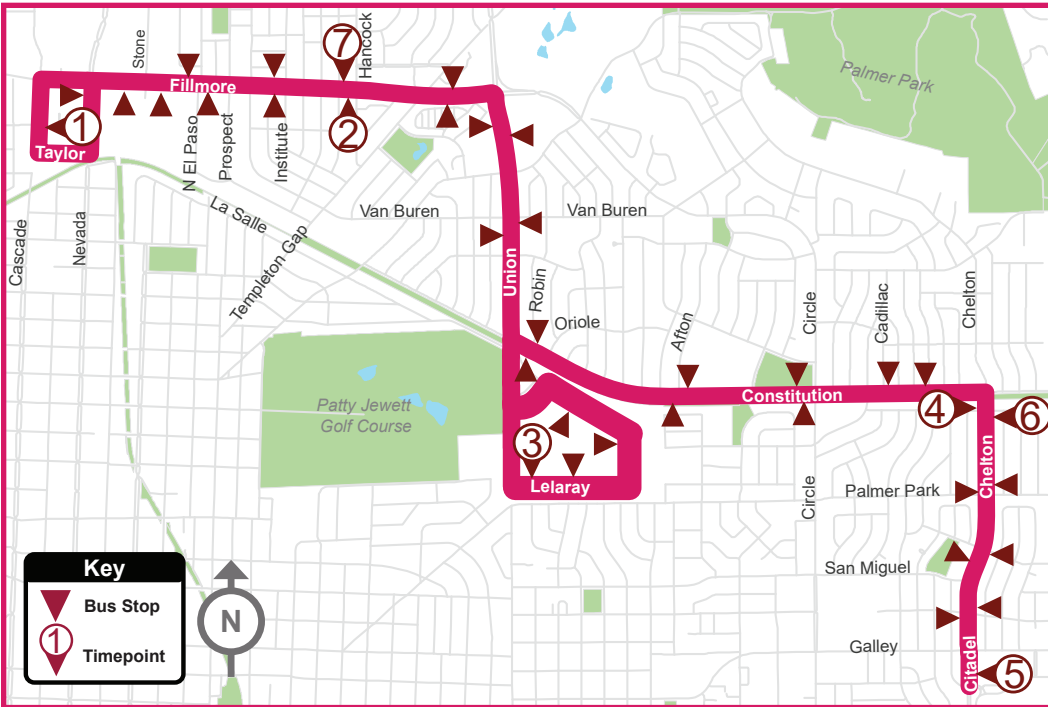 Stone
Hancock
7
Palmer Park
Fillmore
1
2
Taylor
N El Paso
Prospect
Institute
La Salle
Van Buren
Van Buren
Cascade
Nevada
Templeton Gap
Union
Robin
Oriole
Afton
Circle
Cadillac
Chelton
Patty Jewett
Golf Course
Constitution
4
6
3
Lelaray
Chelton
Palmer Park
Circle
San Miguel
Galley
Citadel
5
Key
Bus Stop
1
Timepoint
N